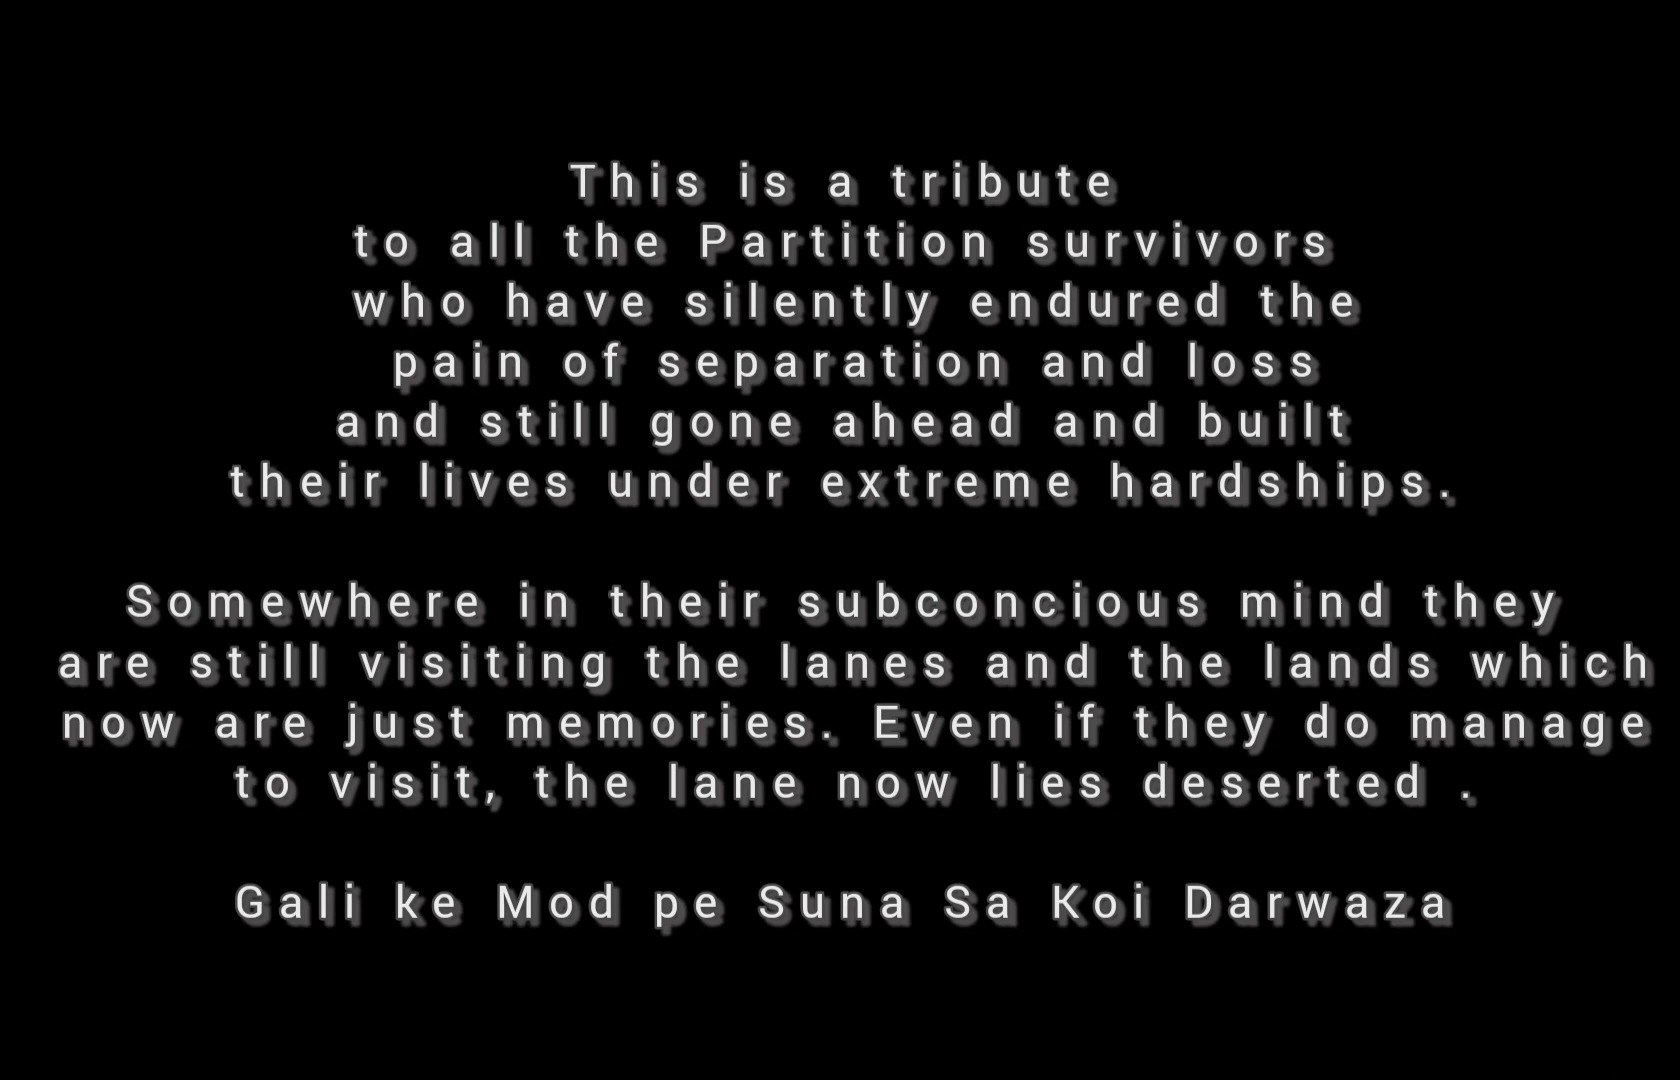 This is a tribute
to all the Partition survivors
who have silently endured the
pain of separation and loss
and still gone ahead and built
their lives under extreme hardships.
Somewhere in their subconcious mind they
are still visiting the lanes and the lands which
now are just memories. Even if they do manage
to visit, the lane now lies deserted .
Gali ke Mod pe Suna Sa Koi Darwaza